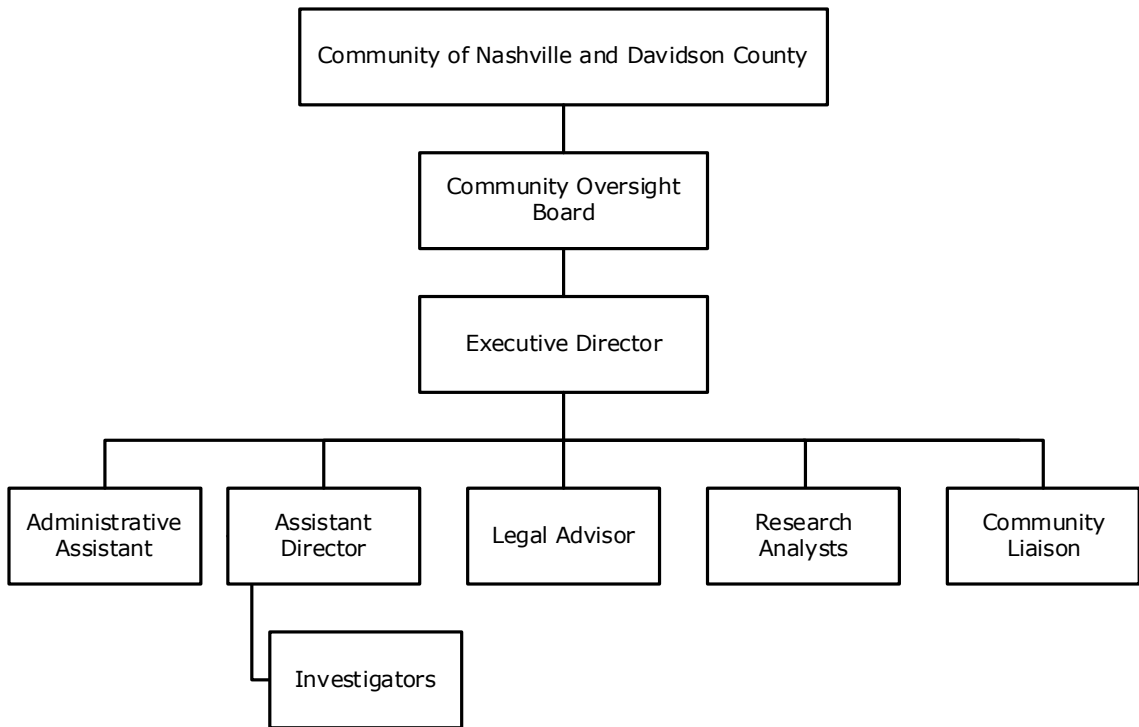 Community of Nashville and Davidson County
Community Oversight
Board
Executive Director
Administrative
Assistant
Assistant
Director
Legal Advisor
Research
Analysts
Community
Liaison
Investigators